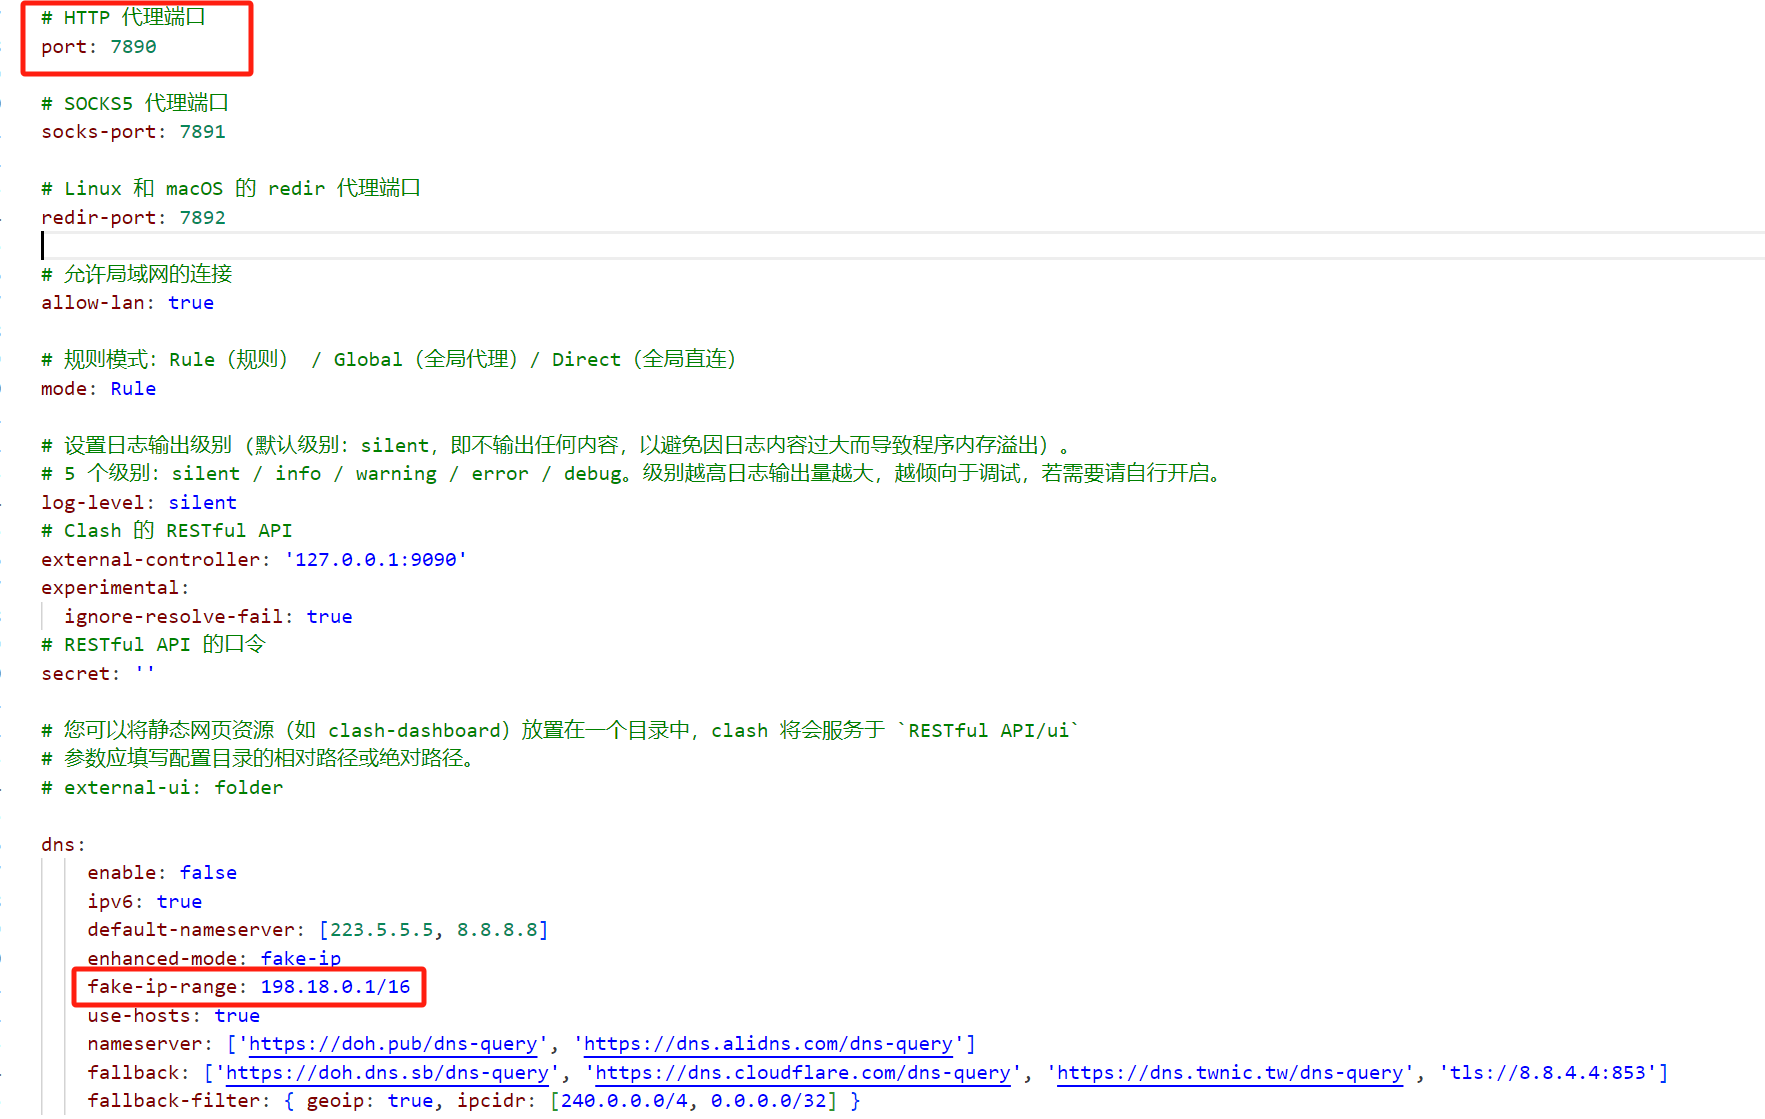 # HTTP 代理端口
port: 7890
# SOCKS5 代理端口
socks-port: 7891
# Linux 和 macOS 的 redir 代理端口
redir-port: 7892
# 允许局域网的连接
allow-lan: true
# 规则模式：Rule（规则） / Global（全局代理）/ Direct（全局直连）
mode: Rule
# 设置日志输出级别（默认级别：silent，即不输出任何内容，以避免因日志内容过大而导致程序内存溢出）。
# 5 个级别：silent / info / warning / error / debug。级别越高日志输出量越大，越倾向于调试，若需要请自行开启。
log-level: silent
# Clash 的 RESTful API
external-controller: '127.0.0.1:9090'
experimental:
  ignore-resolve-fail: true
# RESTful API 的口令
secret: ''
# 您可以将静态网页资源（如 clash-dashboard）放置在一个目录中，clash 将会服务于 `RESTful API/ui`
# 参数应填写配置目录的相对路径或绝对路径。
# external-ui: folder
dns:
    enable: false
    ipv6: true
    default-nameserver: [223.5.5.5, 8.8.8.8]
    enhanced-mode: fake-ip
    fake-ip-range: 198.18.0.1/16
    use-hosts: true
    nameserver: ['https://doh.pub/dns-query', 'https://dns.alidns.com/dns-query']
    fallback: ['https://doh.dns.sb/dns-query', 'https://dns.cloudflare.com/dns-query', 'https://dns.twnic.tw/dns-query', 'tls://8.8.4.4:853']
    fallback-filter: { geoip: true, ipcidr: [240.0.0.0/4, 0.0.0.0/32] }